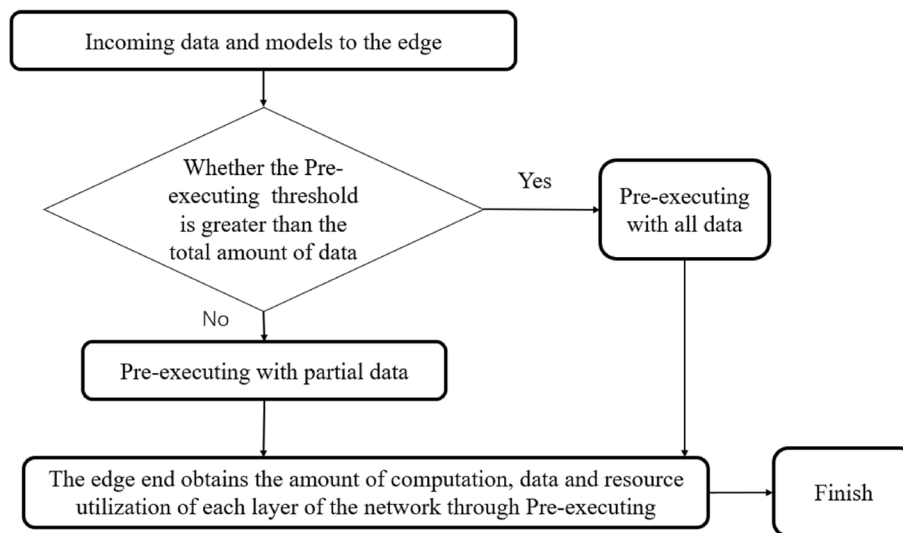 Incoming data and models to the edge
Whether the Pre-
executing threshold
is greater than the
total amount of data
Yes
Pre-executing
with all data
No
Pre-executing with partial data
The edge end obtains the amount of computation, data and resource
utilization of each layer of the network through Pre-executing
Finish